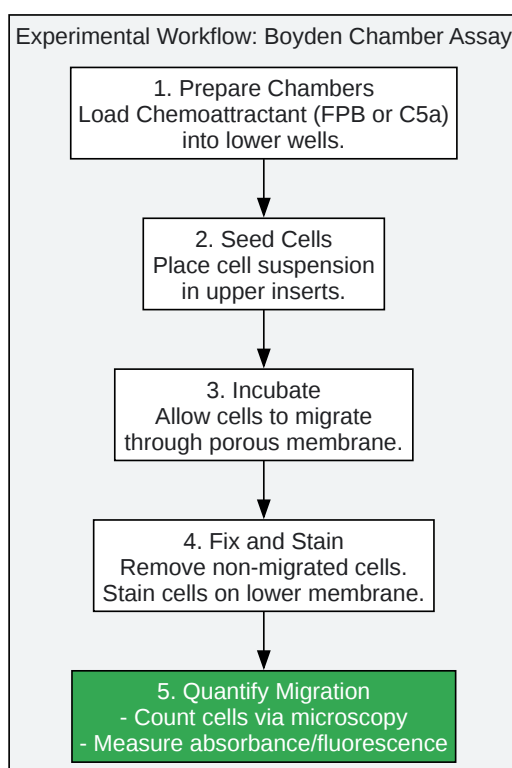 Experimental Workflow: Boyden Chamber Assay
1. Prepare Chambers
Load Chemoattractant (FPB or C5a)
into lower wells.
2. Seed Cells
Place cell suspension
in upper inserts.
3. Incubate
Allow cells to migrate
through porous membrane.
4. Fix and Stain
Remove non-migrated cells.
Stain cells on lower membrane.
5. Quantify Migration
- Count cells via microscopy
- Measure absorbance/fluorescence